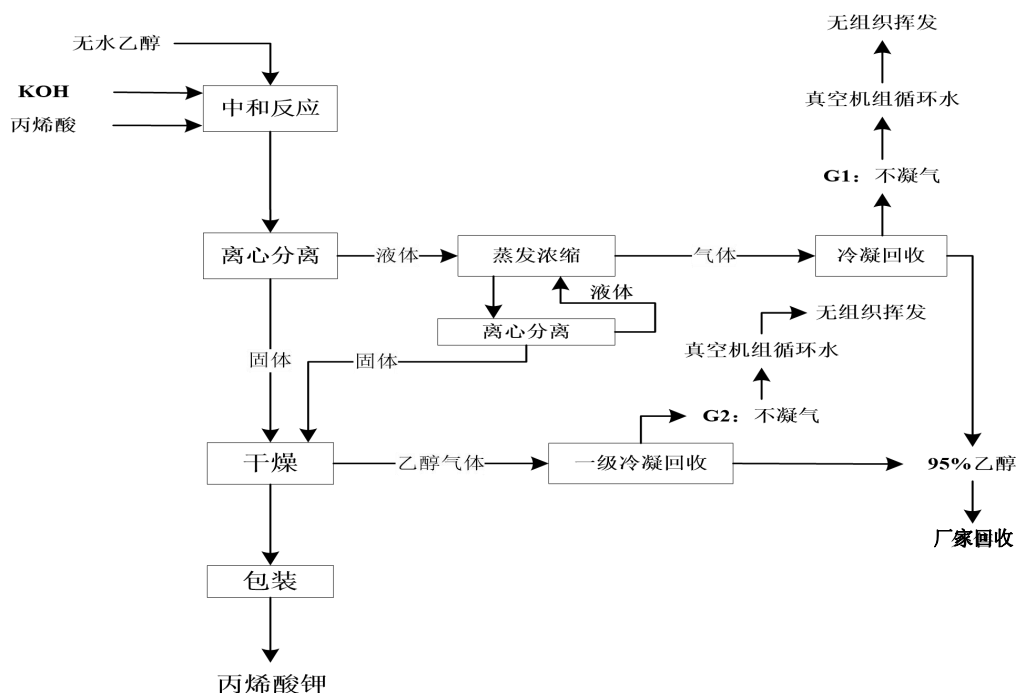 无组织挥发
无水乙醇
KOH
真空机组循环水
中和反应
丙烯酸
G1：不凝气
离心分离
液体
蒸发浓缩
气体
冷凝回收
液体
无组织挥发
离心分离
真空机组循环水
固体
固体
G2：不凝气
干燥
乙醇气体
一级冷凝回收
95%乙醇
厂家回收
包装
丙烯酸钾